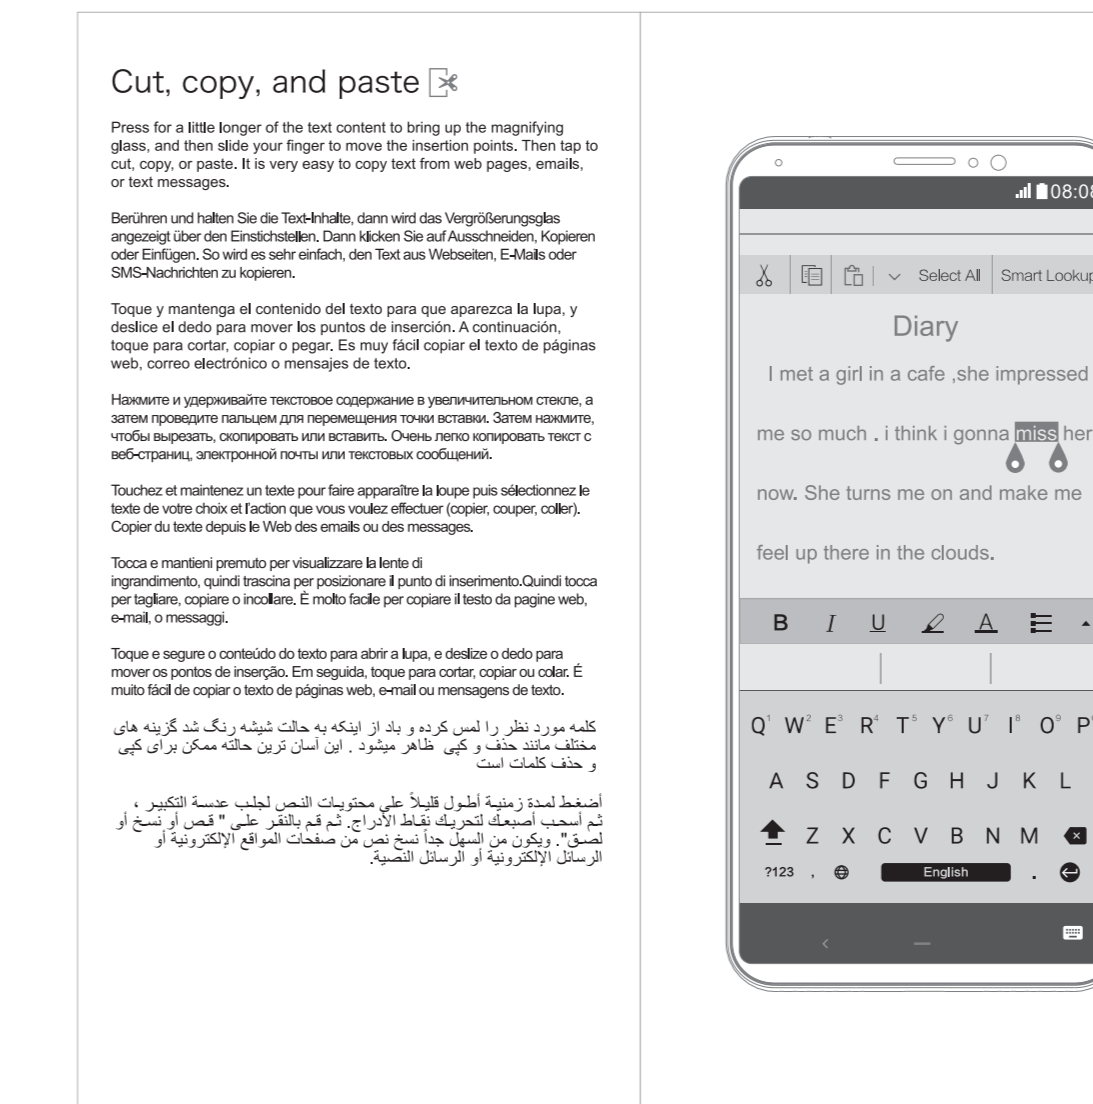 Cut, copy, and paste
Press for a little longer of the text content to bring up the magnifying
glass, and then slide your finger to move the insertion points. Then tap to
cut, copy, or paste. It is very easy to copy text from web pages, emails,
or text messages.
Berühren und halten Sie die Text-Inhalte, dann wird das Vergrößerungsglas
angezeigt über den Einstichstellen. Dann klicken Sie auf Ausschneiden, Kopieren
oder Einfügen. So wird es sehr einfach, den Text aus Webseiten, E-Mails oder
SMS-Nachrichten zu kopieren.
Toque y mantenga el contenido del texto para que aparezca la lupa, y
deslice el dedo para mover los puntos de inserción. A continuación,
toque para cortar, copiar o pegar. Es muy fácil copiar el texto de páginas
web, correo electrónico o mensajes de texto.
Нажмите и удерживайте текстовое содержание в увеличительном стекле, а
затем проведите пальцем для перемещения точки вставки. Затем нажмите,
чтобы вырезать, скопировать или вставить. Очень легко копировать текст с
веб-страниц, электронной почты или текстовых сообщений.
Touchez et maintenez un texte pour faire apparaître la loupe puis sélectionnez le
texte de votre choix et l'action que vous voulez effectuer (copier, couper, coller).
Copier du texte depuis le Web des emails ou des messages.
Tocca e mantieni premuto per visualizzare la lente di
ingrandimento, quindi trascina per posizionare il punto di inserimento.Quindi tocca
per tagliare, copiare o incollare. È molto facile per copiare il testo da pagine web,
e-mail, o messaggi.
Toque e segure o conteúdo do texto para abrir a lupa, e deslize o dedo para
mover os pontos de inserção. Em seguida, toque para cortar, copiar ou colar. É
muito fácil de copiar o texto de páginas web, e-mail ou mensagens de texto.
کلمه مورد نظر را لمس کرده و باد از اینکه به حالت شیشه رنگ شد گزینه های
مختلف مانند حذف و کپی ظاهر میشود . این آسان ترین حالته ممکن برای کپی
و حذف کلمات است
أضغط لمدة زمنية أطول قليلاً على محتويات النص لجلب عدسة التكبير ،
ثم أسحب أصبعك لتحريك نقاط الأدراج. ثم قم بالنقر على " قص أو نسخ أو
لصق". ويكون من السهل جداً نسخ نص من صفحات المواقع الإلكترونية أو
الرسائل الإلكترونية أو الرسائل النصية.
08:08
Select All Smart Lookup
Diary
I met a girl in a cafe ,she impressed
me so much . i think i gonna miss her
now. She turns me on and make me
feel up there in the clouds.
B I U A
Q1 W2 E3 R4 T5 Y6 U7 I8 O9 P
A S D F G H J K L
Z X C V B N M
?123 , English .